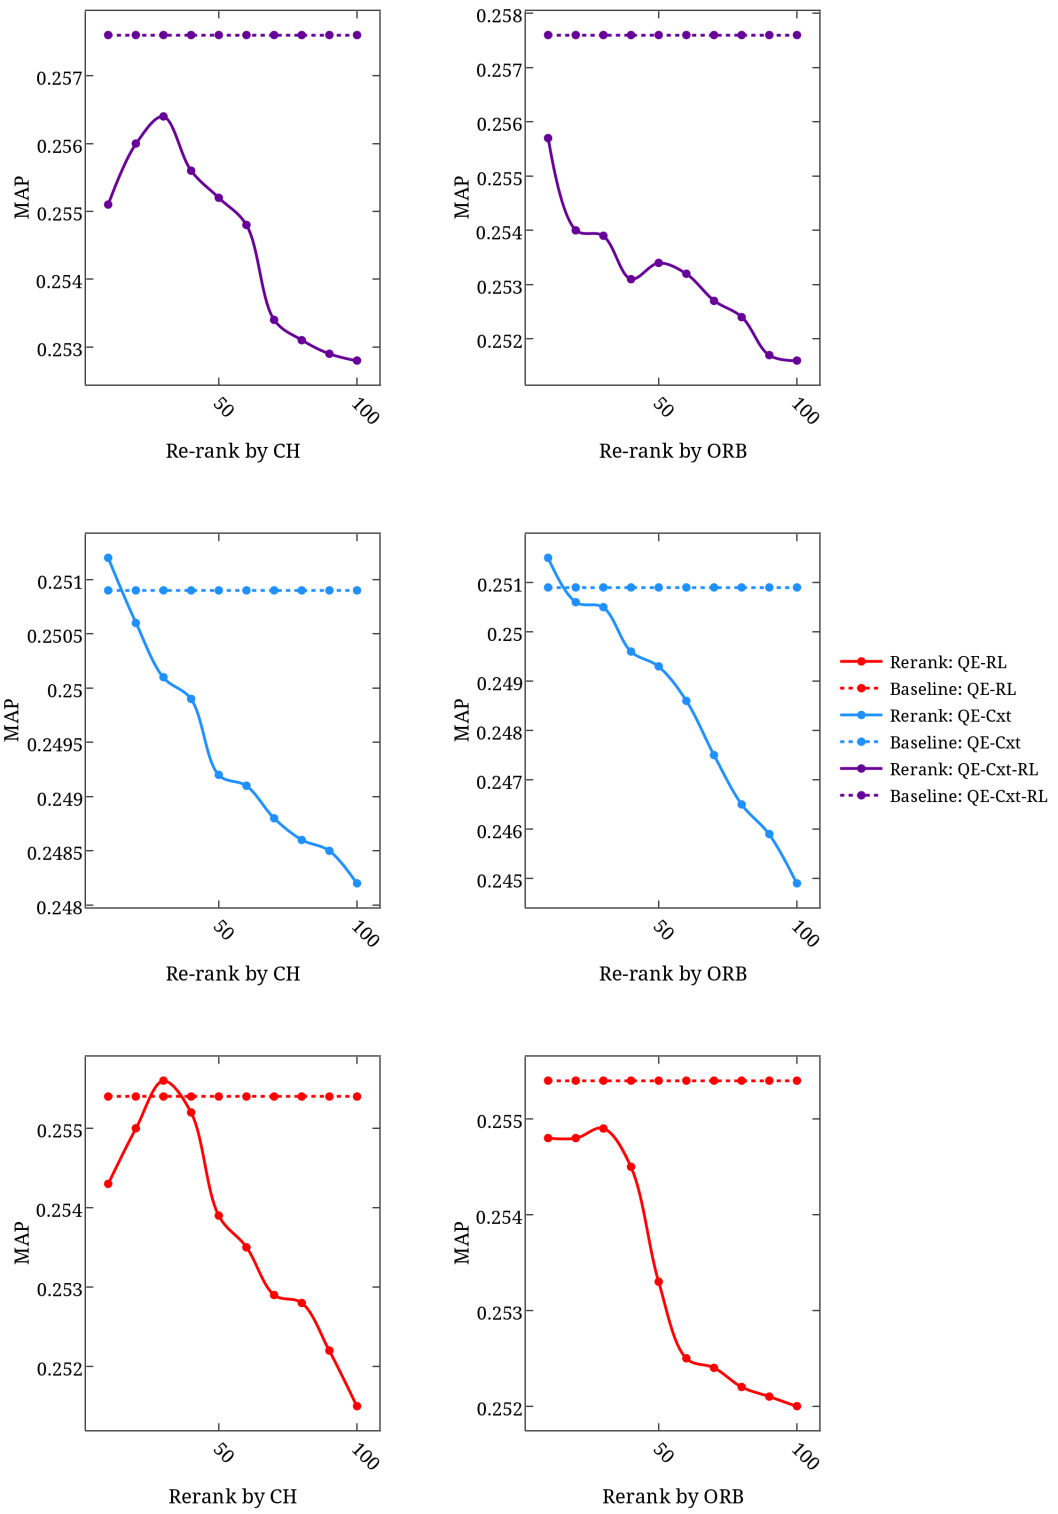 0.257
0.256
0.255
0.254
0.253
MAP
50
100
Re-rank by CH
0.258
0.257
0.256
0.255
0.254
0.253
0.252
MAP
50
100
Re-rank by ORB
0.251
0.2505
0.25
0.2495
0.249
0.2485
0.248
MAP
50
100
Re-rank by CH
0.251
0.25
0.249
0.248
0.247
0.246
0.245
MAP
50
100
Re-rank by ORB
Rerank: QE-RL
Baseline: QE-RL
Rerank: QE-Cxt
Baseline: QE-Cxt
Rerank: QE-Cxt-RL
Baseline: QE-Cxt-RL
0.255
0.254
0.253
0.252
MAP
50
100
Rerank by CH
0.255
0.254
0.253
0.252
MAP
50
100
Rerank by ORB